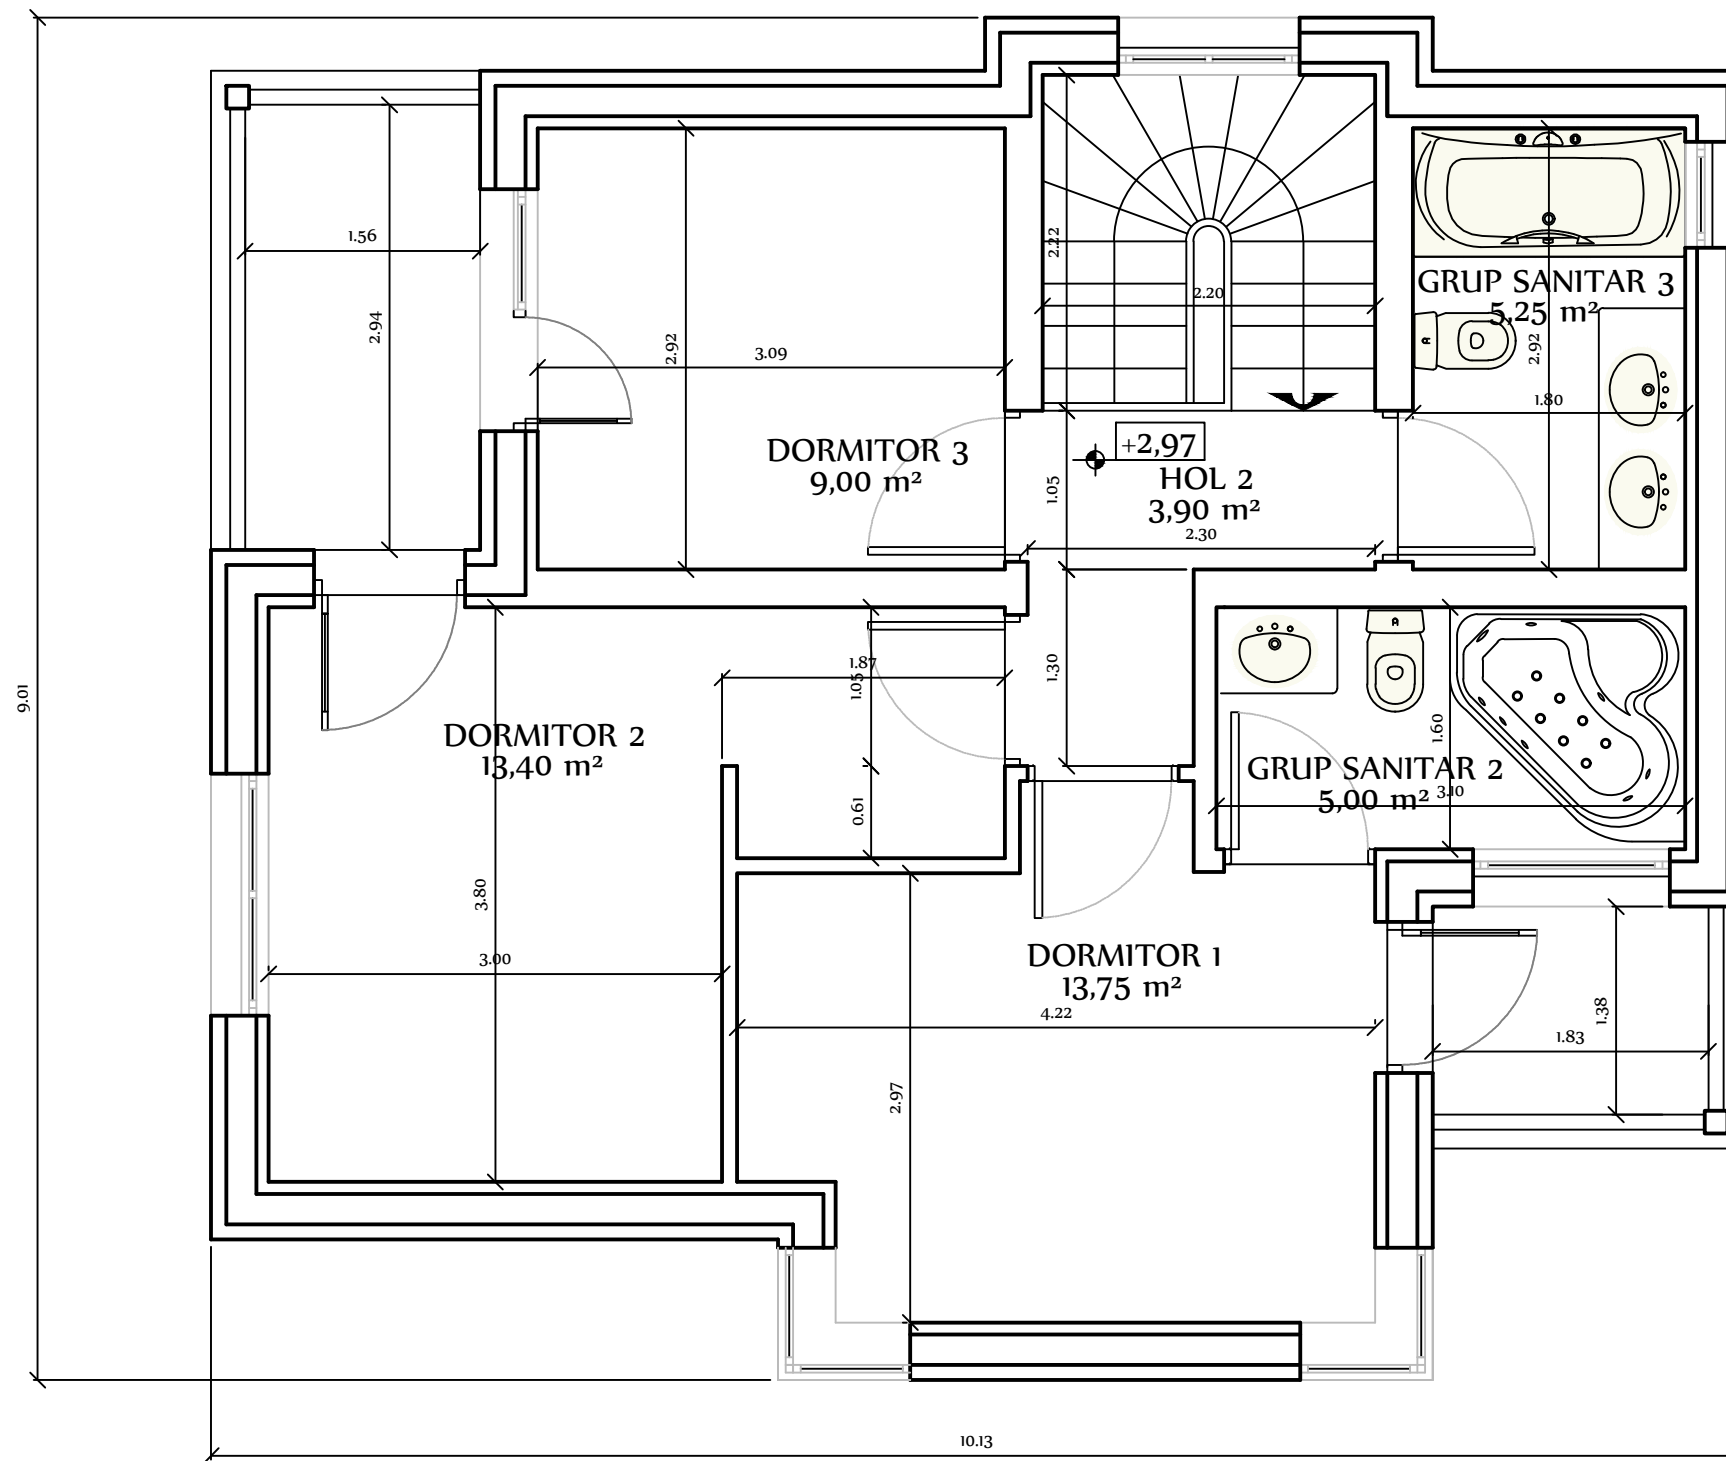 1.56
2.94
2.92
3.09
DORMITOR 3
9,00 m²
2.22
2.20
+2,97
HOL 2
3,90 m²
1.05
2.30
GRUP SANITAR 3
5,25 m²
2.92
1.80
9.01
DORMITOR 2
13,40 m²
1.87
1.05
0.61
1.30
3.80
3.00
GRUP SANITAR 2
5,00 m²
1.60
3.10
DORMITOR 1
13,75 m²
4.22
2.97
1.38
1.83
10.13